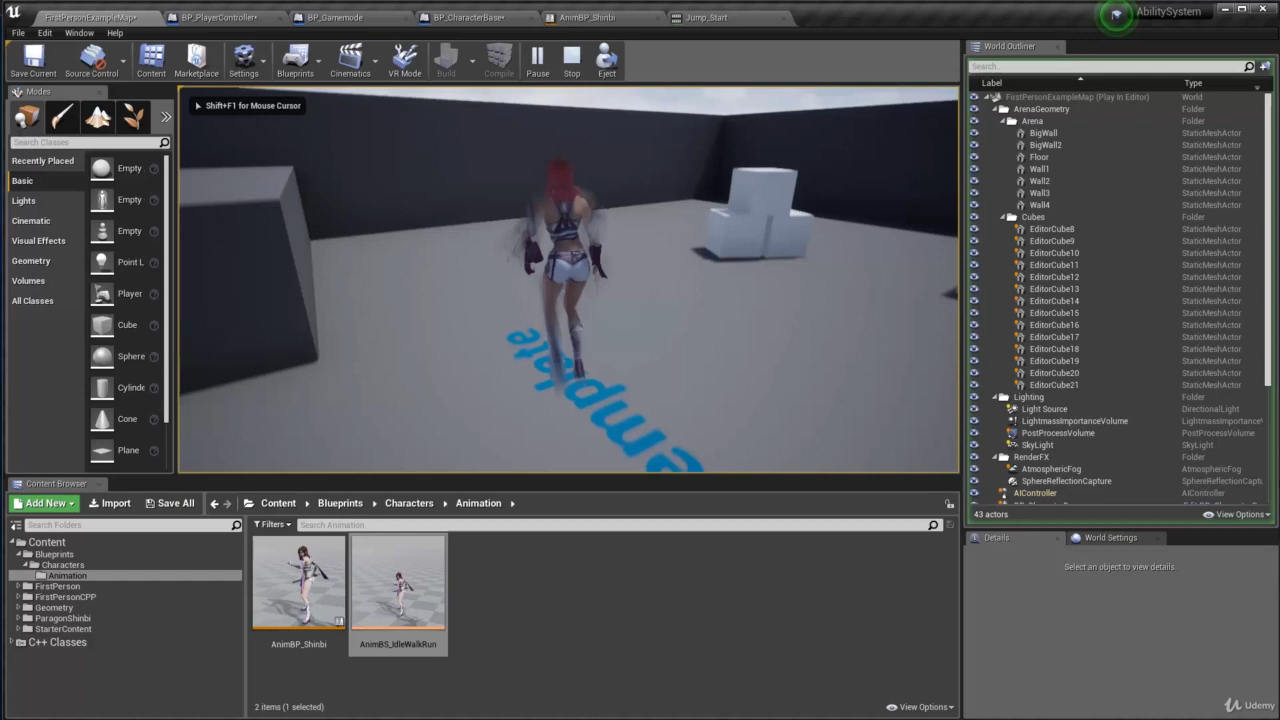 FirstPersonExampleMap*
BP_PlayerController*
BP_Gamemode
BP_CharacterBase*
AnimBP_Shinbi
Jump_Start
AbilitySystem
File
Edit
Window
Help
World Outliner
Save Current
Source Control
Content
Marketplace
Settings
Blueprints
Cinematics
VR Mode
Build
Compile
Pause
Stop
Eject
Search...
Label
Type
Modes
Shift+F1 for Mouse Cursor
FirstPersonExampleMap (Play In Editor)
World
ArenaGeometry
Folder
Arena
Folder
BigWall
StaticMeshActor
BigWall2
StaticMeshActor
Floor
StaticMeshActor
Wall1
StaticMeshActor
Wall2
StaticMeshActor
Wall3
StaticMeshActor
Wall4
StaticMeshActor
Cubes
Folder
EditorCube8
StaticMeshActor
EditorCube9
StaticMeshActor
EditorCube10
StaticMeshActor
EditorCube11
StaticMeshActor
EditorCube12
StaticMeshActor
EditorCube13
StaticMeshActor
EditorCube14
StaticMeshActor
EditorCube15
StaticMeshActor
EditorCube16
StaticMeshActor
EditorCube17
StaticMeshActor
EditorCube18
StaticMeshActor
EditorCube19
StaticMeshActor
EditorCube20
StaticMeshActor
EditorCube21
StaticMeshActor
Lighting
Folder
Light Source
DirectionalLight
LightmassImportanceVolume
LightmassImportance
PostProcessVolume
PostProcessVolume
SkyLight
SkyLight
RenderFX
Folder
AtmosphericFog
AtmosphericFog
SphereReflectionCapture
SphereReflectionCapt
AIController
AIController
43 actors
View Options
Search Classes
Recently Placed
Basic
Lights
Cinematic
Visual Effects
Geometry
Volumes
All Classes
Empty
Empty
Empty
Point L
Player
Cube
Sphere
Cylinde
Cone
Plane
Content Browser
Add New
Import
Save All
Content
Blueprints
Characters
Animation
Search Folders
Filters
Search Animation
Content
Blueprints
Characters
Animation
FirstPerson
FirstPersonCPP
Geometry
ParagonShinbi
StarterContent
C++ Classes
AnimBP_Shinbi
AnimBS_IdleWalkRun
2 items (1 selected)
View Options
Details
World Settings
Select an object to view details.
Udemy